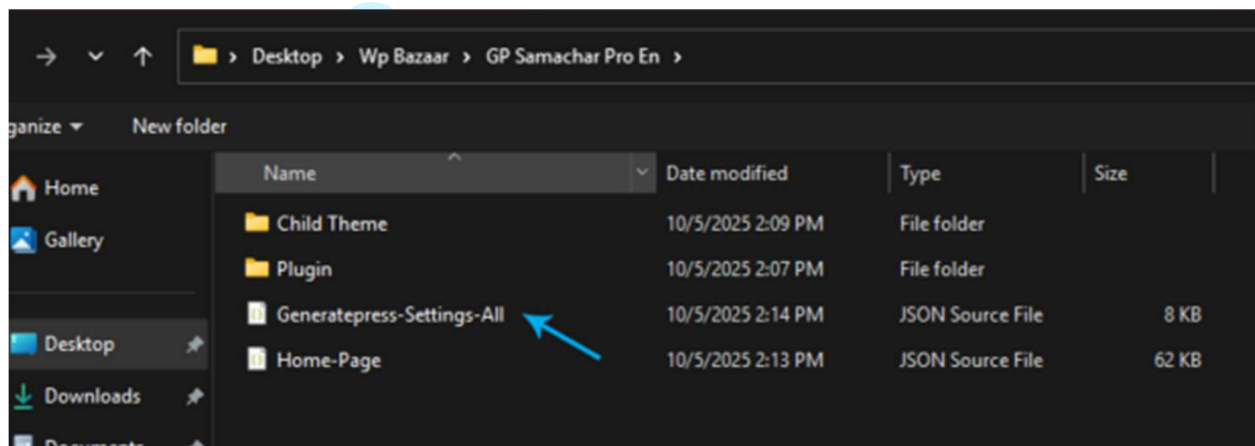 Desktop > Wp Bazaar > GP Samachar Pro En >
ganize New folder
Name Date modified Type Size
Home
Gallery
Desktop
Downloads
Child Theme 10/5/2025 2:09 PM File folder
Plugin 10/5/2025 2:07 PM File folder
Generatepress-Settings-All 10/5/2025 2:14 PM JSON Source File 8 KB
Home-Page 10/5/2025 2:13 PM JSON Source File 62 KB